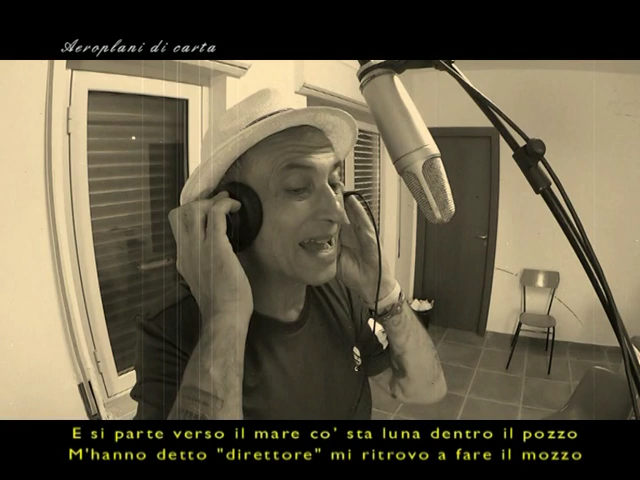 Aeroplani di carta
E si parte verso il mare co' sta luna dentro il pozzo
M'hanno detto "direttore" mi ritrovo a fare il mozzo